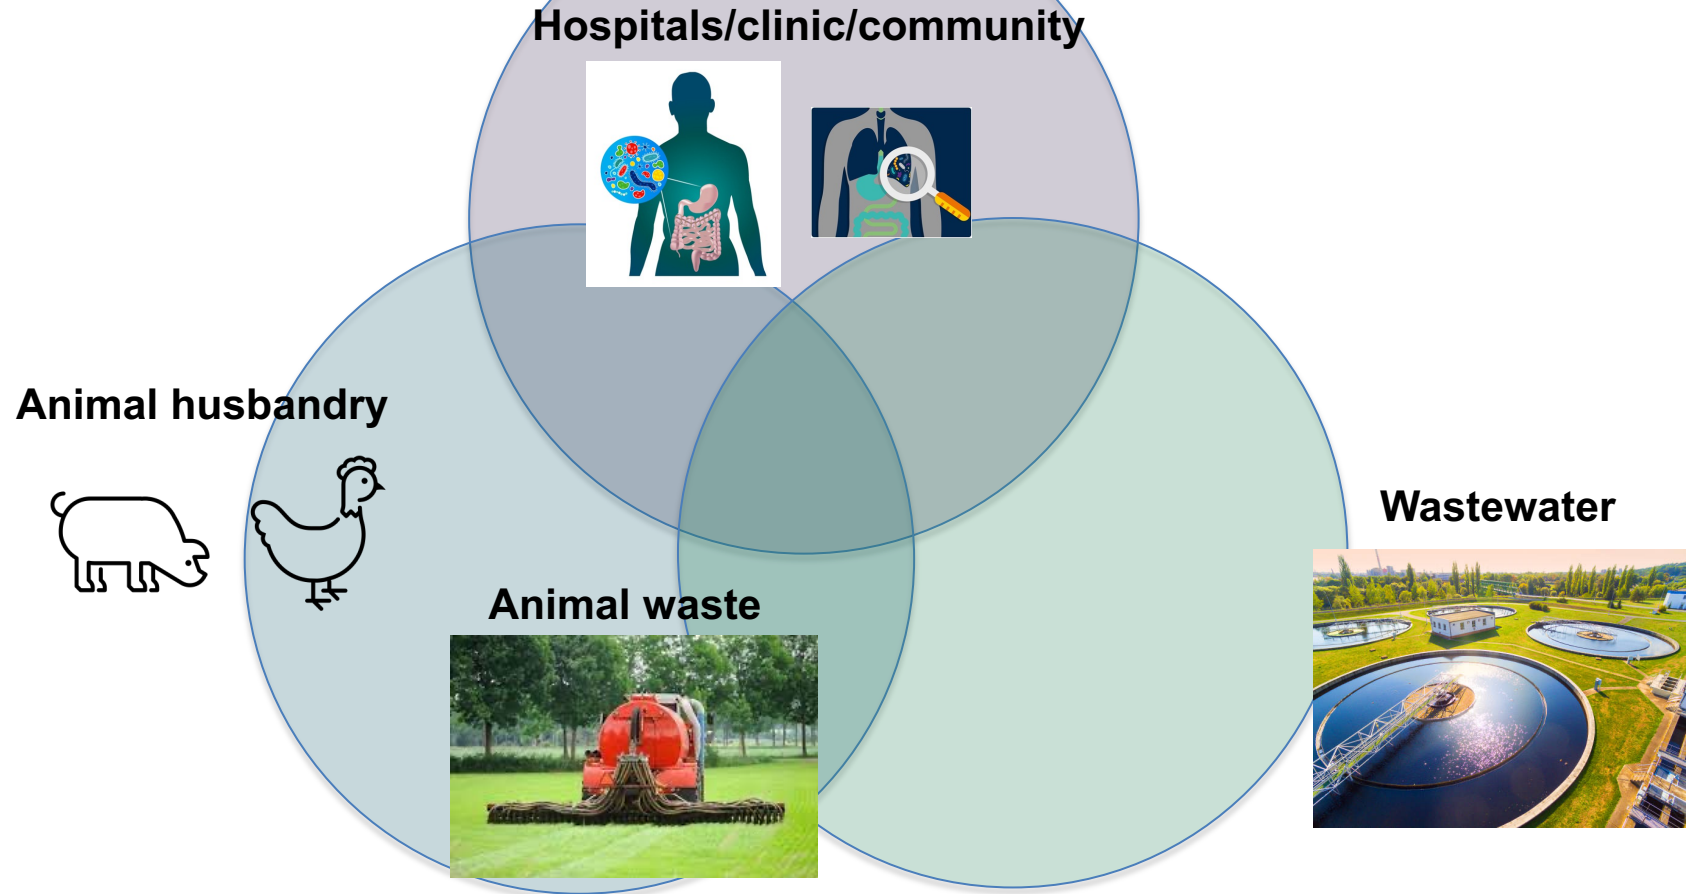 Hospitals/clinic/community
Animal husbandry
Wastewater
Animal waste